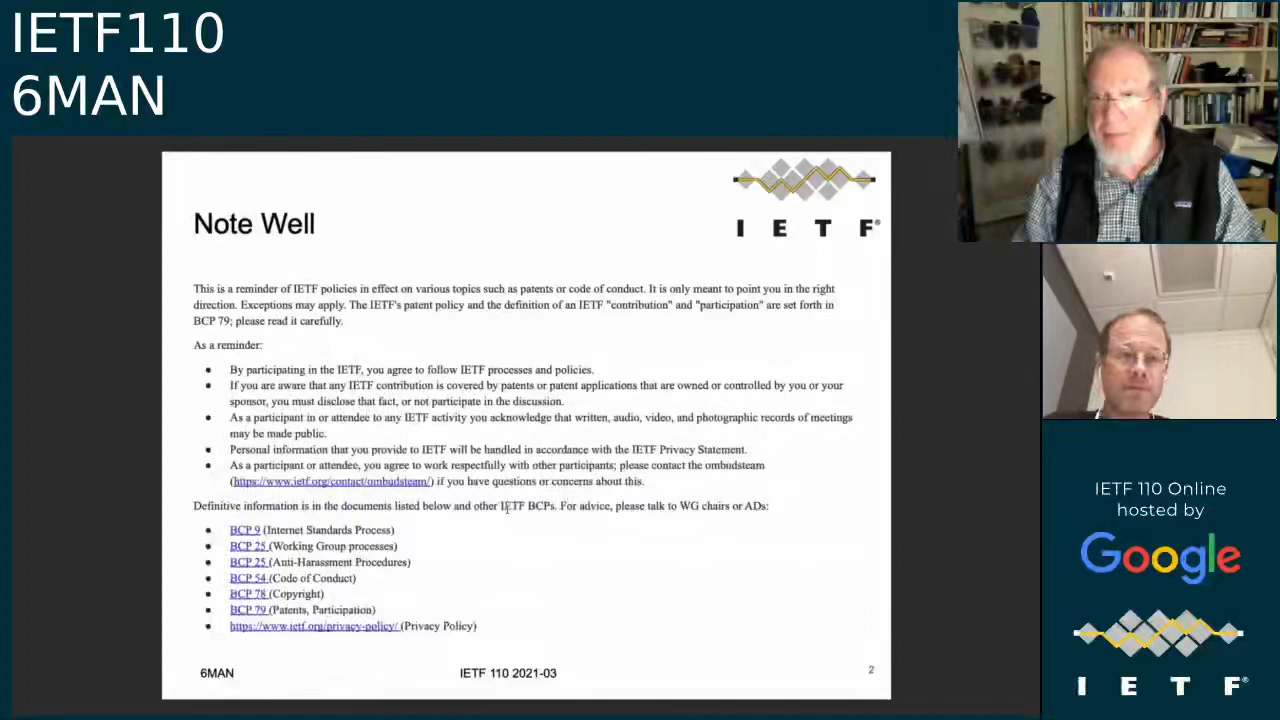 IETF110
6MAN
Note Well
I E T F®
This is a reminder of IETF policies in effect on various topics such as patents or code of conduct. It is only meant to point you in the right
direction. Exceptions may apply. The IETF's patent policy and the definition of an IETF "contribution" and "participation" are set forth in
BCP 79; please read it carefully.
As a reminder:
• By participating in the IETF, you agree to follow IETF processes and policies.
• If you are aware that any IETF contribution is covered by patents or patent applications that are owned or controlled by you or your
sponsor, you must disclose that fact, or not participate in the discussion.
• As a participant in or attendee to any IETF activity you acknowledge that written, audio, video, and photographic records of meetings
may be made public.
• Personal information that you provide to IETF will be handled in accordance with the IETF Privacy Statement.
• As a participant or attendee, you agree to work respectfully with other participants; please contact the ombudsteam
(https://www.ietf.org/contact/ombudsteam/) if you have questions or concerns about this.
Definitive information is in the documents listed below and other IETF BCPs. For advice, please talk to WG chairs or ADs:
• BCP 9 (Internet Standards Process)
• BCP 25 (Working Group processes)
• BCP 25 (Anti-Harassment Procedures)
• BCP 54 (Code of Conduct)
• BCP 78 (Copyright)
• BCP 79 (Patents, Participation)
• https://www.ietf.org/privacy-policy/ (Privacy Policy)
6MAN IETF 110 2021-03 2
IETF 110 Online
hosted by
Google
I E T F®